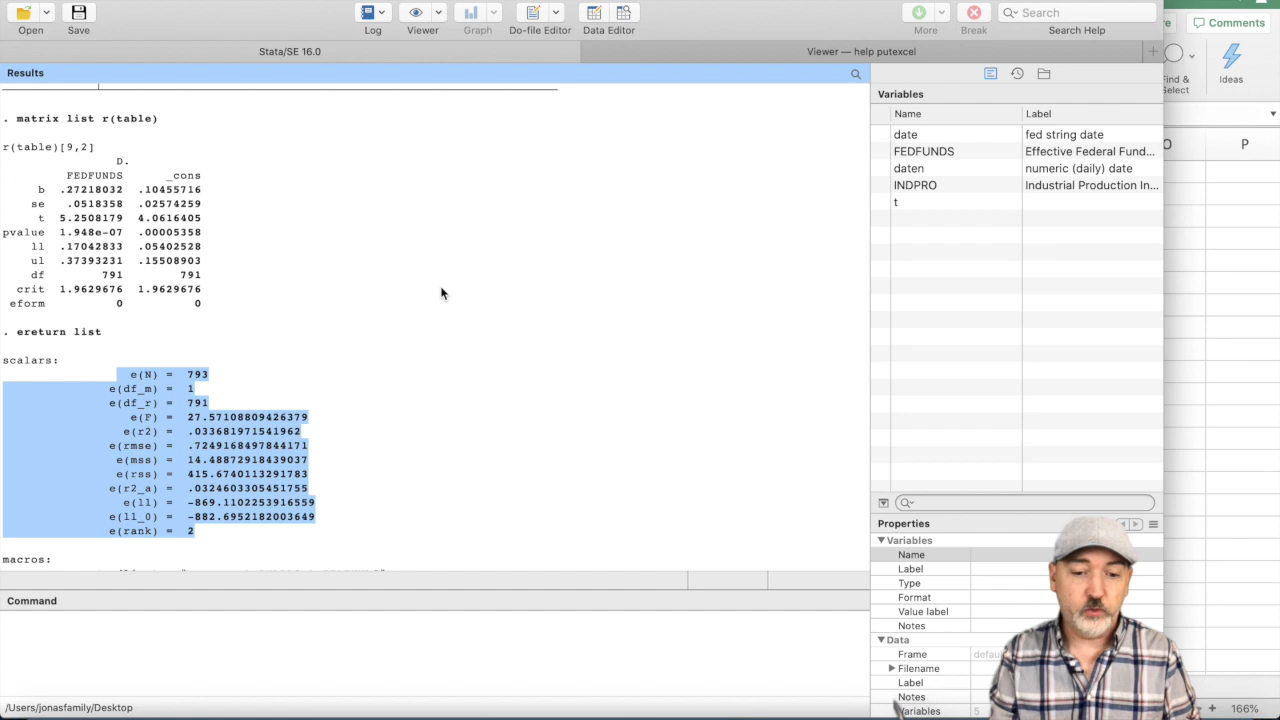 Open Save Log Viewer Graph Do-file Editor Data Editor More Break Search
Search Help
Comments
Find &
Select
Ideas
Stata/SE 16.0 Viewer — help putexcel
Results
. matrix list r(table)
r(table)[9,2]
D.
FEDFUNDS _cons
b .27218032 .10455716
se .0518358 .02574259
t 5.2508179 4.0616405
pvalue 1.948e-07 .00005358
ll .17042833 .05402528
ul .37393231 .15508903
df 791 791
crit 1.9629676 1.9629676
eform 0 0
. ereturn list
scalars:
e(N) = 793
e(df_m) = 1
e(df_r) = 791
e(F) = 27.57108809426379
e(r2) = .033681971541962
e(rmse) = .7249168497844171
e(mss) = 14.48872918439037
e(rss) = 415.6740113291783
e(r2_a) = .0324603305451755
e(ll) = -869.1102253916559
e(ll_0) = -882.6952182003649
e(rank) = 2
macros:
Command
/Users/jonasfamily/Desktop
Variables
Name Label
date fed string date
FEDFUNDS Effective Federal Fund...
daten numeric (daily) date
INDPRO Industrial Production In...
t
Properties
Variables
Name
Label
Type
Format
Value label
Notes
Data
Frame
Filename
Label
Notes
Variables 5
P
166%